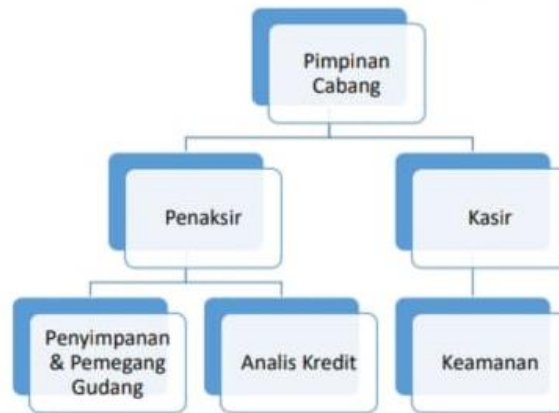 Pimpinan
Cabang
Penaksir
Kasir
Penyimpanan
& Pemegang
Gudang
Analis Kredit
Keamanan